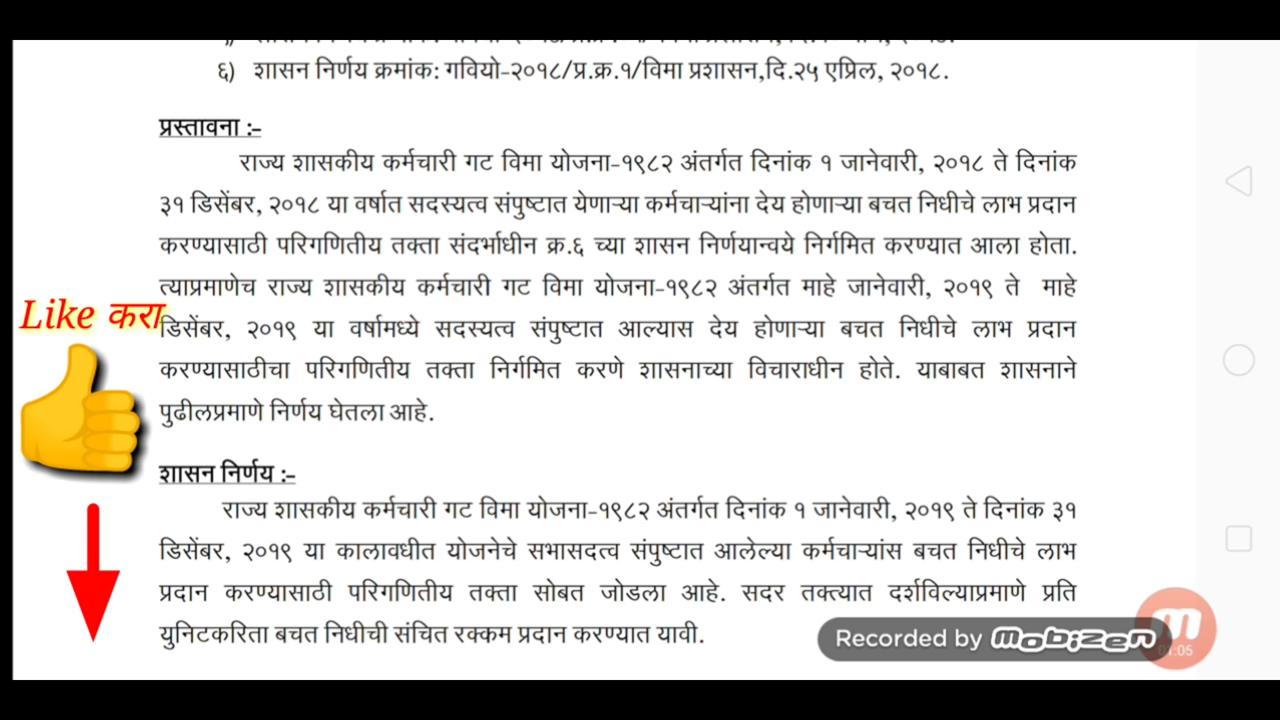 ६) शासन निर्णय क्रमांक: गवियो-२०१८/प्र.क्र.१/विमा प्रशासन,दि.२५ एप्रिल, २०१८.
प्रस्तावना :-
राज्य शासकीय कर्मचारी गट विमा योजना-१९८२ अंतर्गत दिनांक १ जानेवारी, २०१८ ते दिनांक
३१ डिसेंबर, २०१८ या वर्षात सदस्यत्व संपुष्टात येणाऱ्या कर्मचाऱ्यांना देय होणाऱ्या बचत निधीचे लाभ प्रदान
करण्यासाठी परिगणितीय तक्ता संदर्भाधीन क्र.६ च्या शासन निर्णयान्वये निर्गमित करण्यात आला होता.
त्याप्रमाणेच राज्य शासकीय कर्मचारी गट विमा योजना-१९८२ अंतर्गत माहे जानेवारी, २०१९ ते माहे
डिसेंबर, २०१९ या वर्षामध्ये सदस्यत्व संपुष्टात आल्यास देय होणाऱ्या बचत निधीचे लाभ प्रदान
करण्यासाठीचा परिगणितीय तक्ता निर्गमित करणे शासनाच्या विचाराधीन होते. याबाबत शासनाने
पुढीलप्रमाणे निर्णय घेतला आहे.
Like करा
शासन निर्णय :-
राज्य शासकीय कर्मचारी गट विमा योजना-१९८२ अंतर्गत दिनांक १ जानेवारी, २०१९ ते दिनांक ३१
डिसेंबर, २०१९ या कालावधीत योजनेचे सभासदत्व संपुष्टात आलेल्या कर्मचाऱ्यांस बचत निधीचे लाभ
प्रदान करण्यासाठी परिगणितीय तक्ता सोबत जोडला आहे. सदर तक्त्यात दर्शविल्याप्रमाणे प्रति
युनिटकरिता बचत निधीची संचित रक्कम प्रदान करण्यात यावी.
Recorded by mobizen
01:05